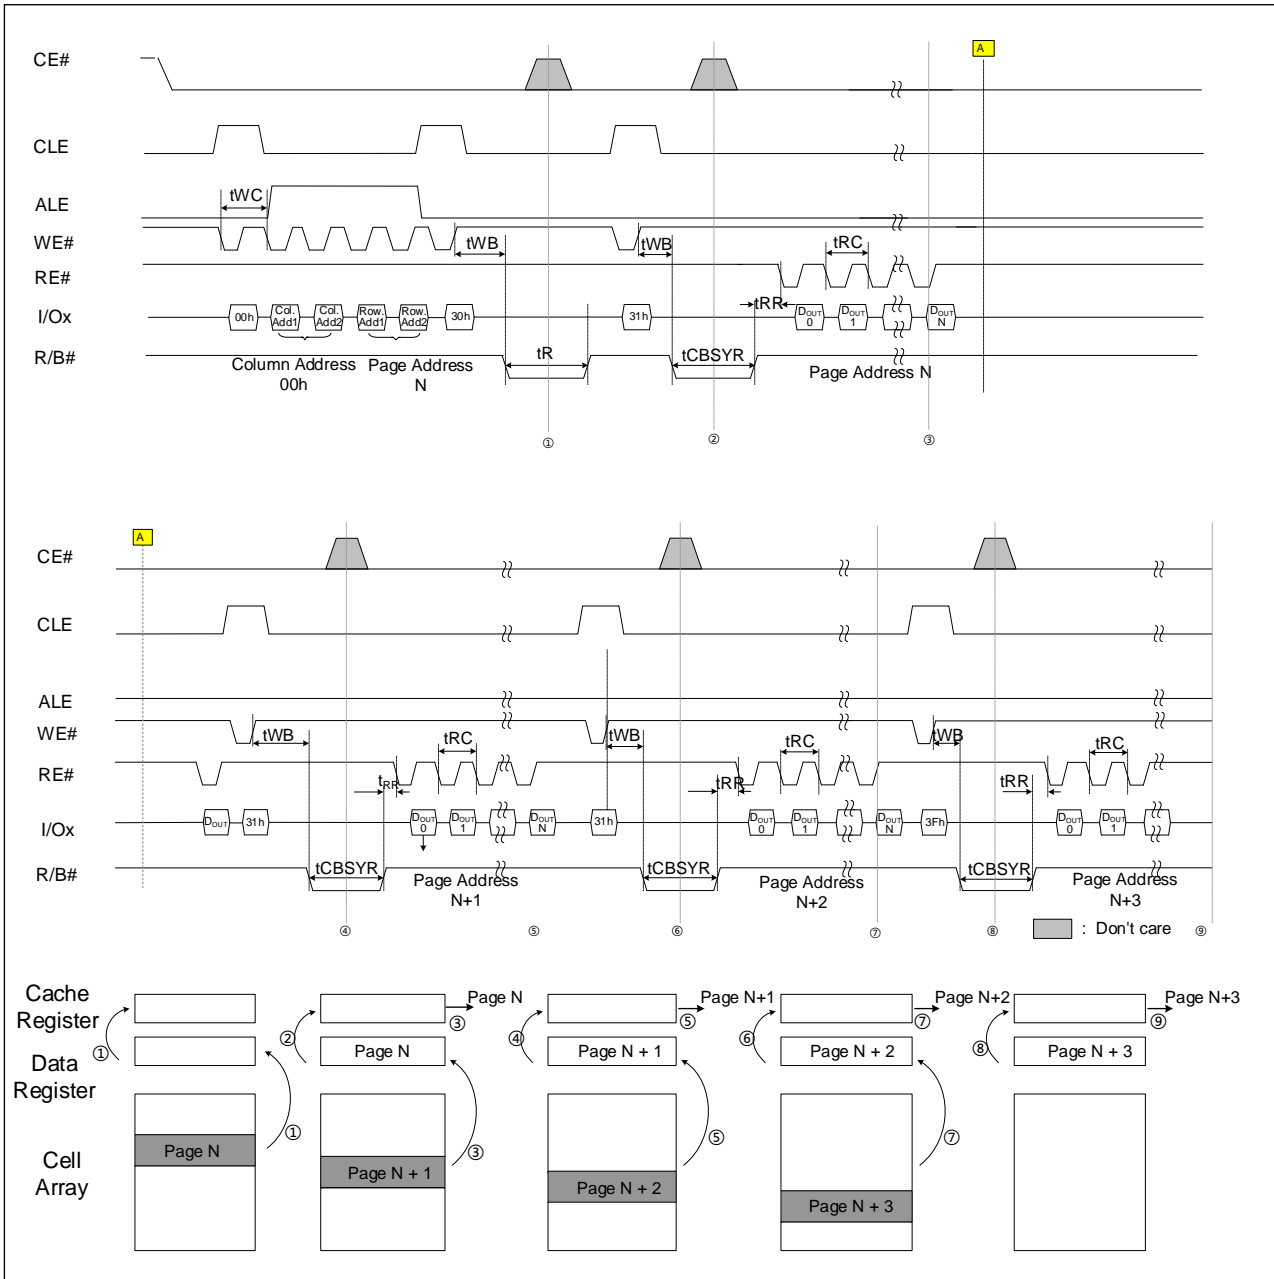 A
CE#
CLE
ALE
tWC
WE#
tWB
tWB
tRC
RE#
tRR
I/Ox
00h
Col. Add1
Col. Add2
Row. Add1
Row. Add2
30h
31h
DOUT 0
DOUT 1
DOUT N
R/B#
Column Address 00h
Page Address N
tR
tCBSYR
Page Address N
①
②
③
A
CE#
CLE
ALE
WE#
tWB
tRC
tWB
tRC
tWB
tRC
RE#
tRR
tRR
tRR
I/Ox
DOUT
31h
DOUT 0
DOUT 1
DOUT N
31h
DOUT 0
DOUT 1
DOUT N
3Fh
DOUT 0
DOUT 1
R/B#
tCBSYR
Page Address N+1
tCBSYR
Page Address N+2
tCBSYR
Page Address N+3
④
⑤
⑥
⑦
⑧
: Don't care
⑨
Cache Register
Page N
Page N+1
Page N+2
Page N+3
③
⑤
⑦
⑨
①
②
④
⑥
⑧
Data Register
Page N
Page N + 1
Page N + 2
Page N + 3
①
③
⑤
⑦
Cell Array
Page N
Page N + 1
Page N + 2
Page N + 3